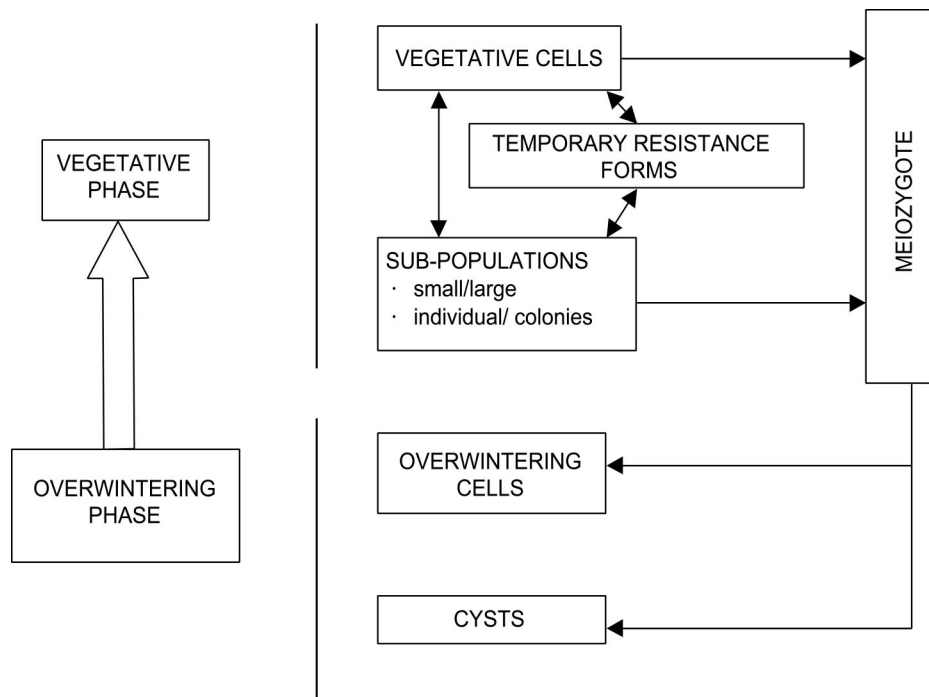 VEGETATIVE CELLS
TEMPORARY RESISTANCE
FORMS
VEGETATIVE
PHASE
MEIOZYGOTE
SUB-POPULATIONS
· small/large
· individual/ colonies
OVERWINTERING
CELLS
OVERWINTERING
PHASE
CYSTS